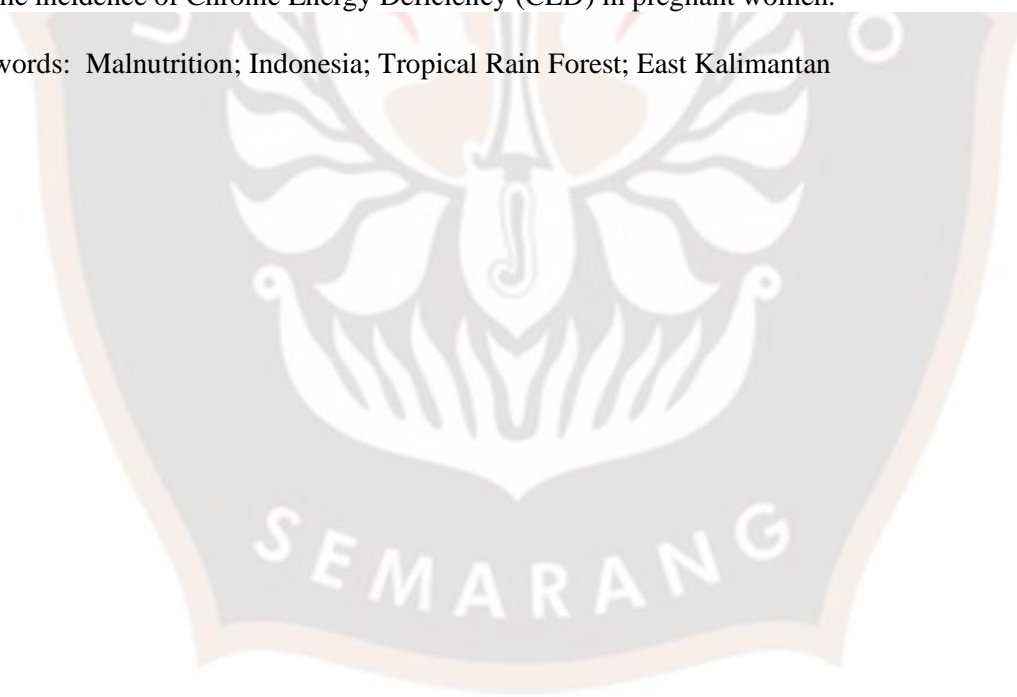 the incidence of Chronic Energy Deficiency (CED) in pregnant women.
words: Malnutrition; Indonesia; Tropical Rain Forest; East Kalimantan
SEMARANG